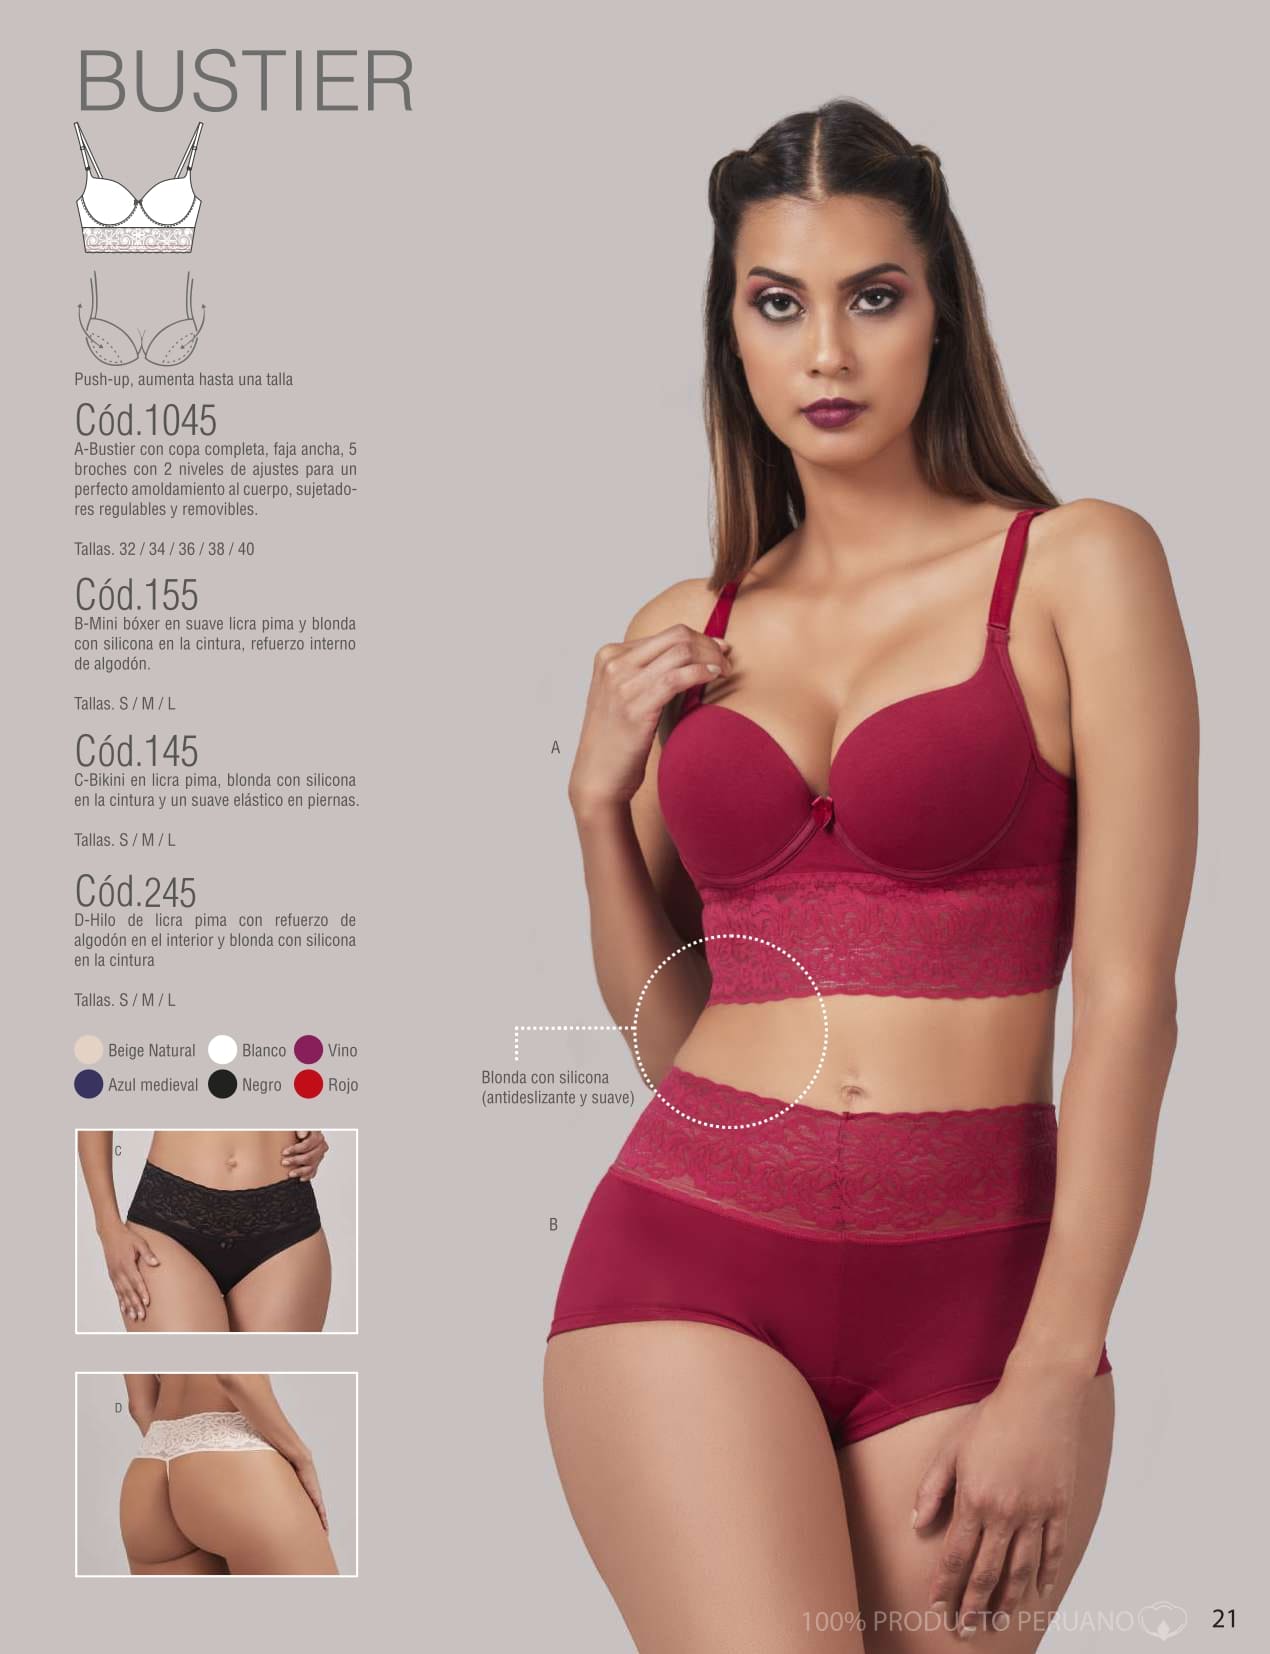 BUSTIER
Push-up, aumenta hasta una talla
Cód.1045
A-Bustier con copa completa, faja ancha, 5
broches con 2 niveles de ajustes para un
perfecto amoldamiento al cuerpo, sujetado-
res regulables y removibles.
Tallas. 32 / 34 / 36 / 38 / 40
Cód.155
B-Mini bóxer en suave licra pima y blonda
con silicona en la cintura, refuerzo interno
de algodón.
Tallas. S / M / L
Cód.145
C-Bikini en licra pima, blonda con silicona
en la cintura y un suave elástico en piernas.
Tallas. S / M / L
Cód.245
D-Hilo de licra pima con refuerzo de
algodón en el interior y blonda con silicona
en la cintura
Tallas. S / M / L
Beige Natural Blanco Vino
Azul medieval Negro Rojo
C
D
A
Blonda con silicona
(antideslizante y suave)
B
100% PRODUCTO PERUANO
21